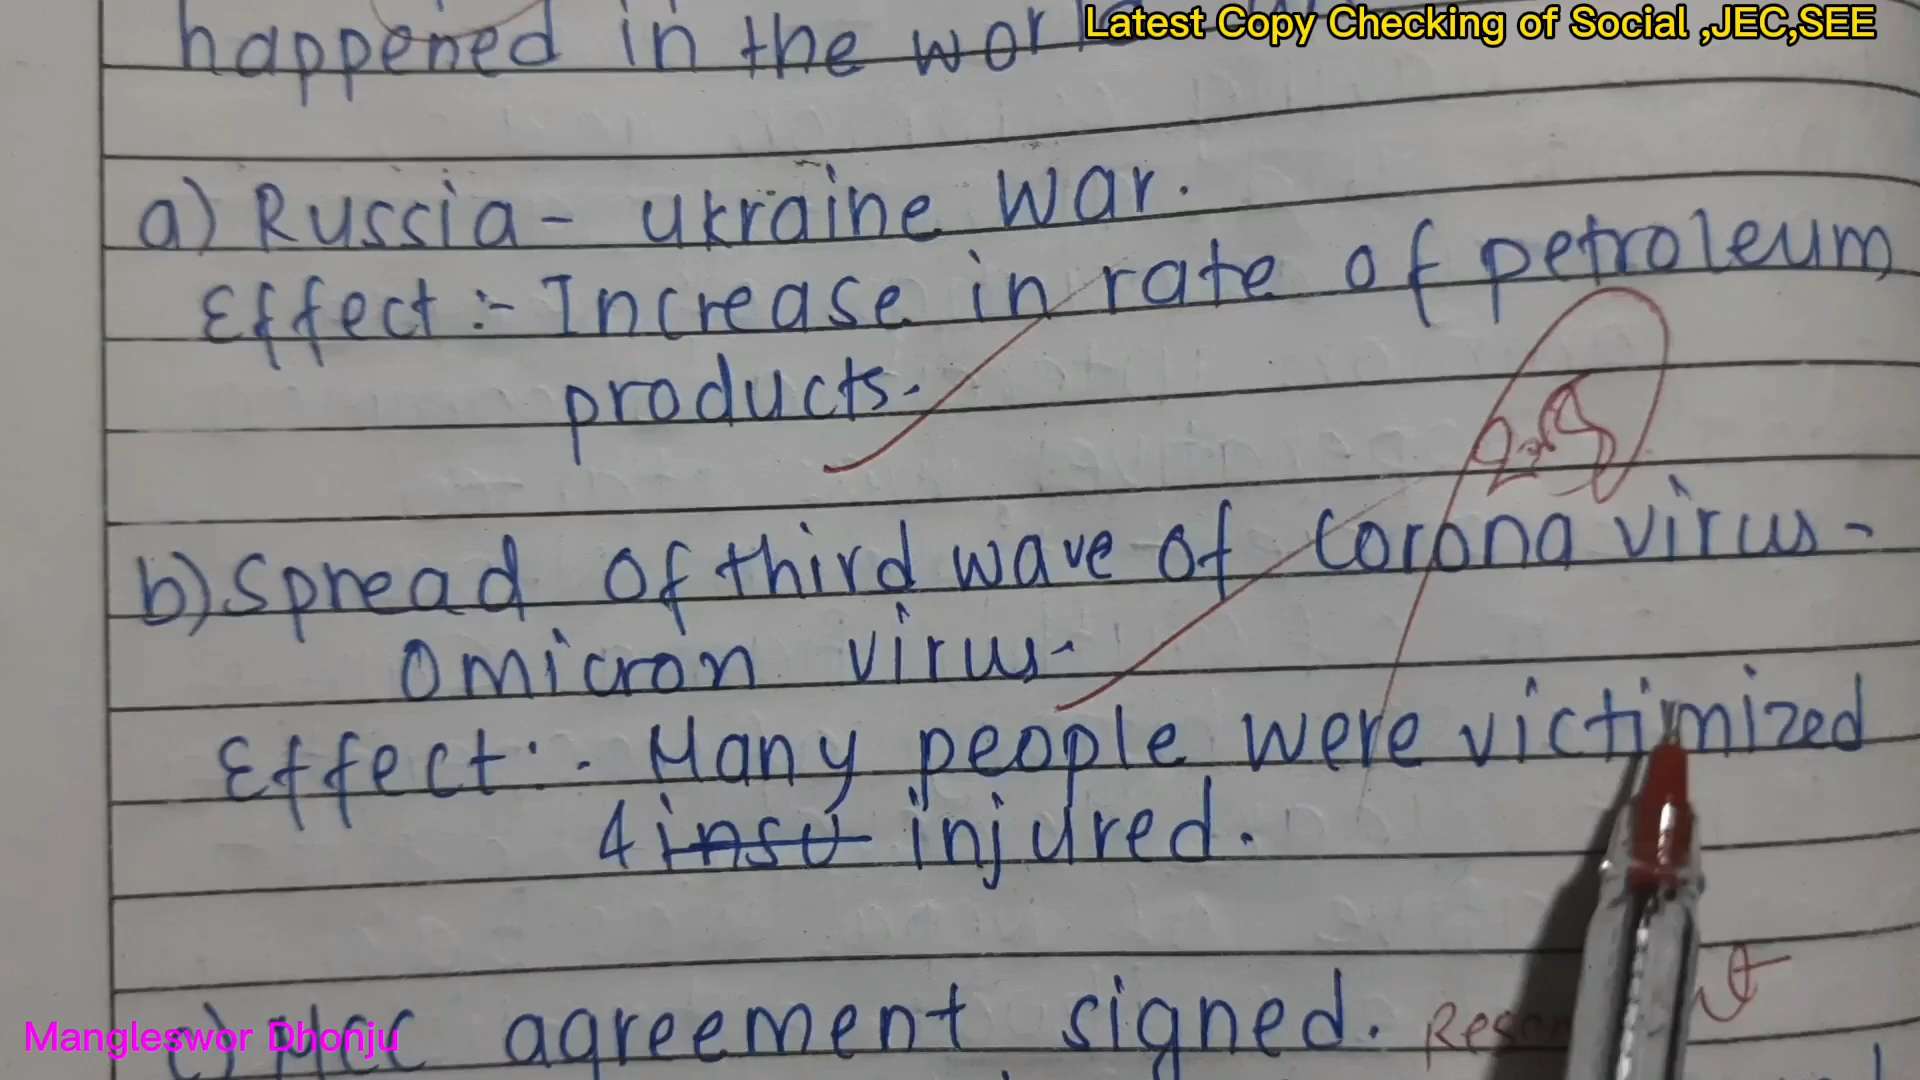 Latest Copy Checking of Social ,JEC,SEE
happened in the
a) Russia - Ukraine War.
Effect :- Increase in rate of petroleum
products.
2.5
b) Spread of third wave of Corona virus -
Omicron virus.
Effect :- Many people were victimized
& insu injured.
c) MCC agreement signed.
Mangleswor Dhonju